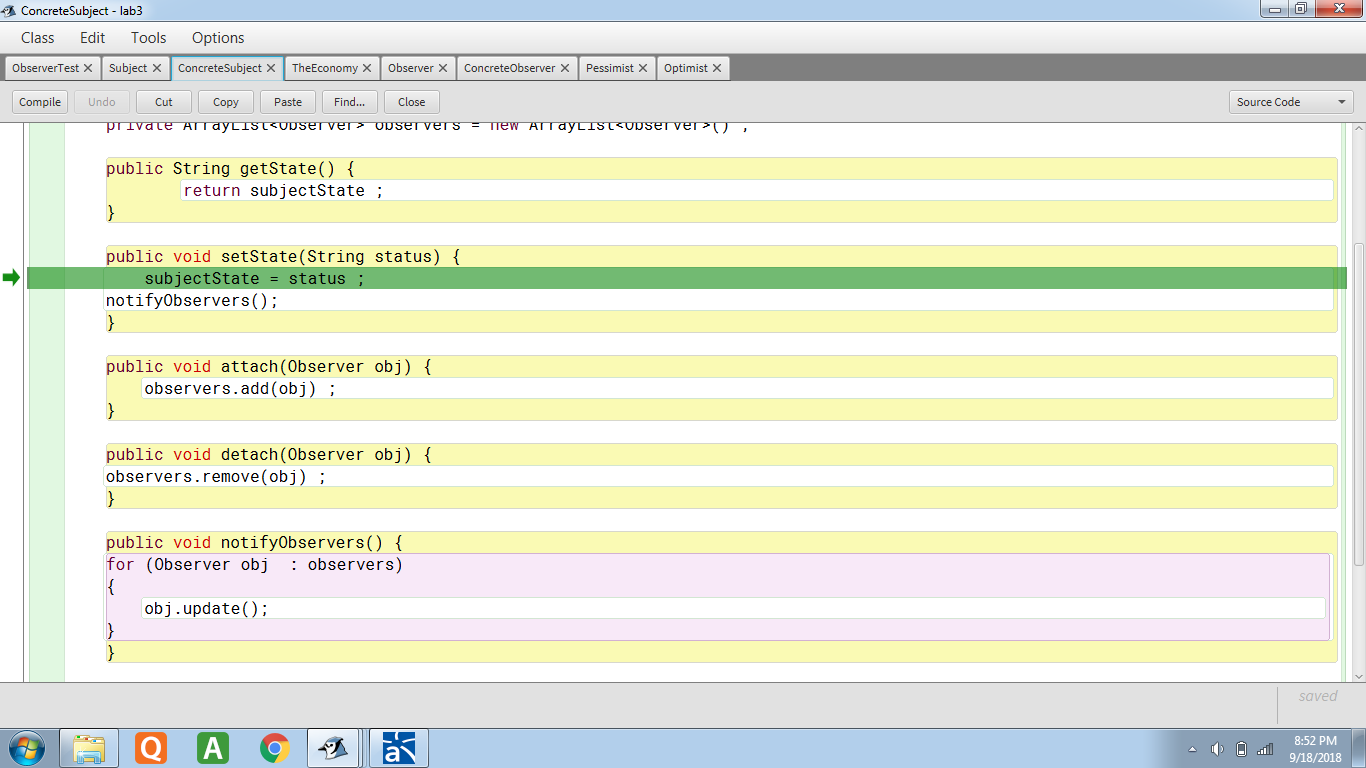 ConcreteSubject - lab3
Class Edit Tools Options
ObserverTest Subject ConcreteSubject TheEconomy Observer ConcreteObserver Pessimist Optimist
Compile Undo Cut Copy Paste Find... Close Source Code
private ArrayList<Observer> observers = new ArrayList<Observer>() ;
public String getState() {
return subjectState ;
}
public void setState(String status) {
subjectState = status ;
notifyObservers();
}
public void attach(Observer obj) {
observers.add(obj) ;
}
public void detach(Observer obj) {
observers.remove(obj) ;
}
public void notifyObservers() {
for (Observer obj  : observers)
{
obj.update();
}
}
saved
Q A a
8:52 PM
9/18/2018